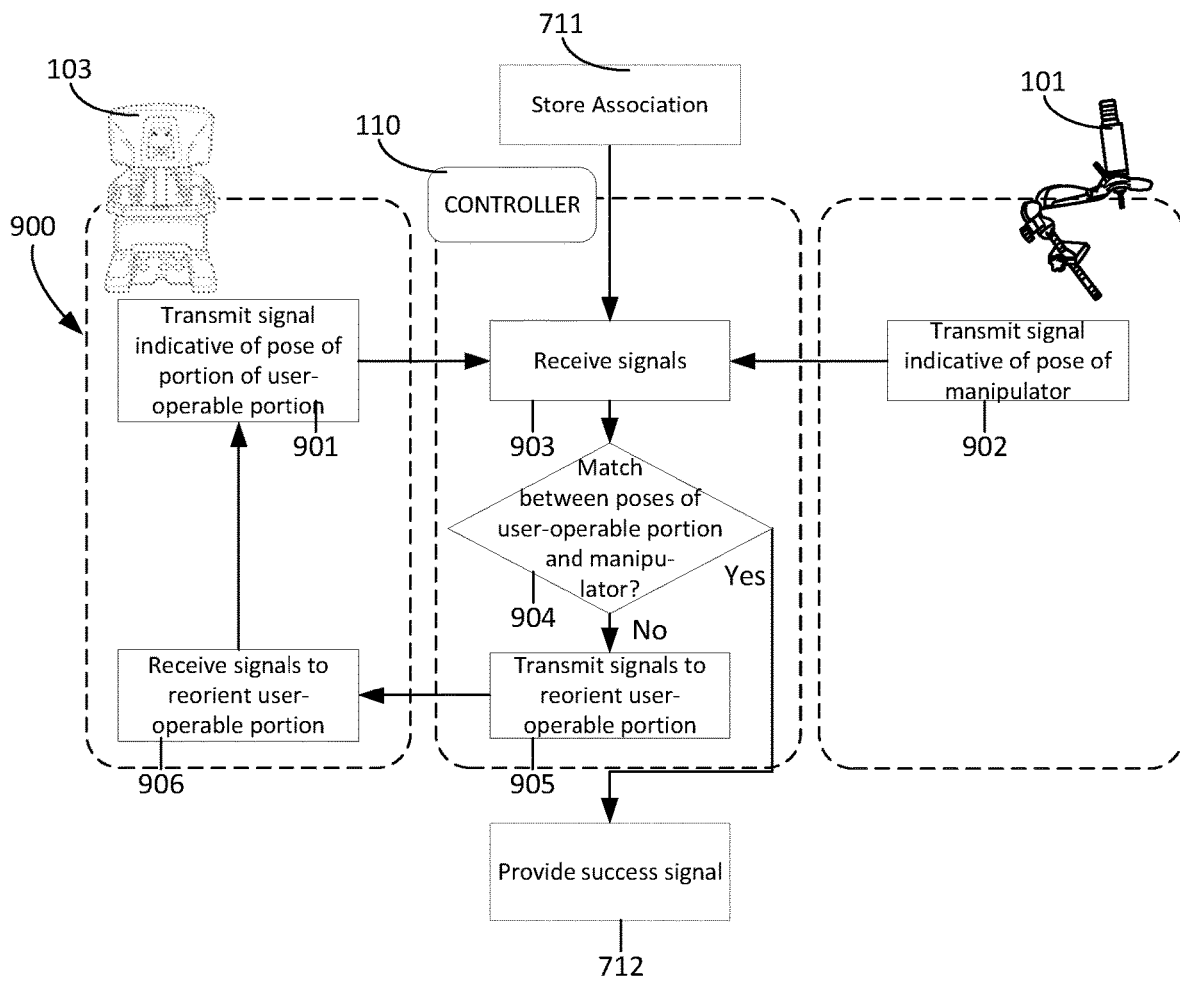 711
Store Association
103
101
110
CONTROLLER
900
Transmit signal
indicative of pose of
portion of user-
operable portion
901
Receive signals
903
Transmit signal
indicative of pose of
manipulator
902
Match
between poses of
user-operable portion
and manipu-
lator?
904
Yes
No
Receive signals to
reorient user-
operable portion
906
Transmit signals to
reorient user-
operable portion
905
Provide success signal
712